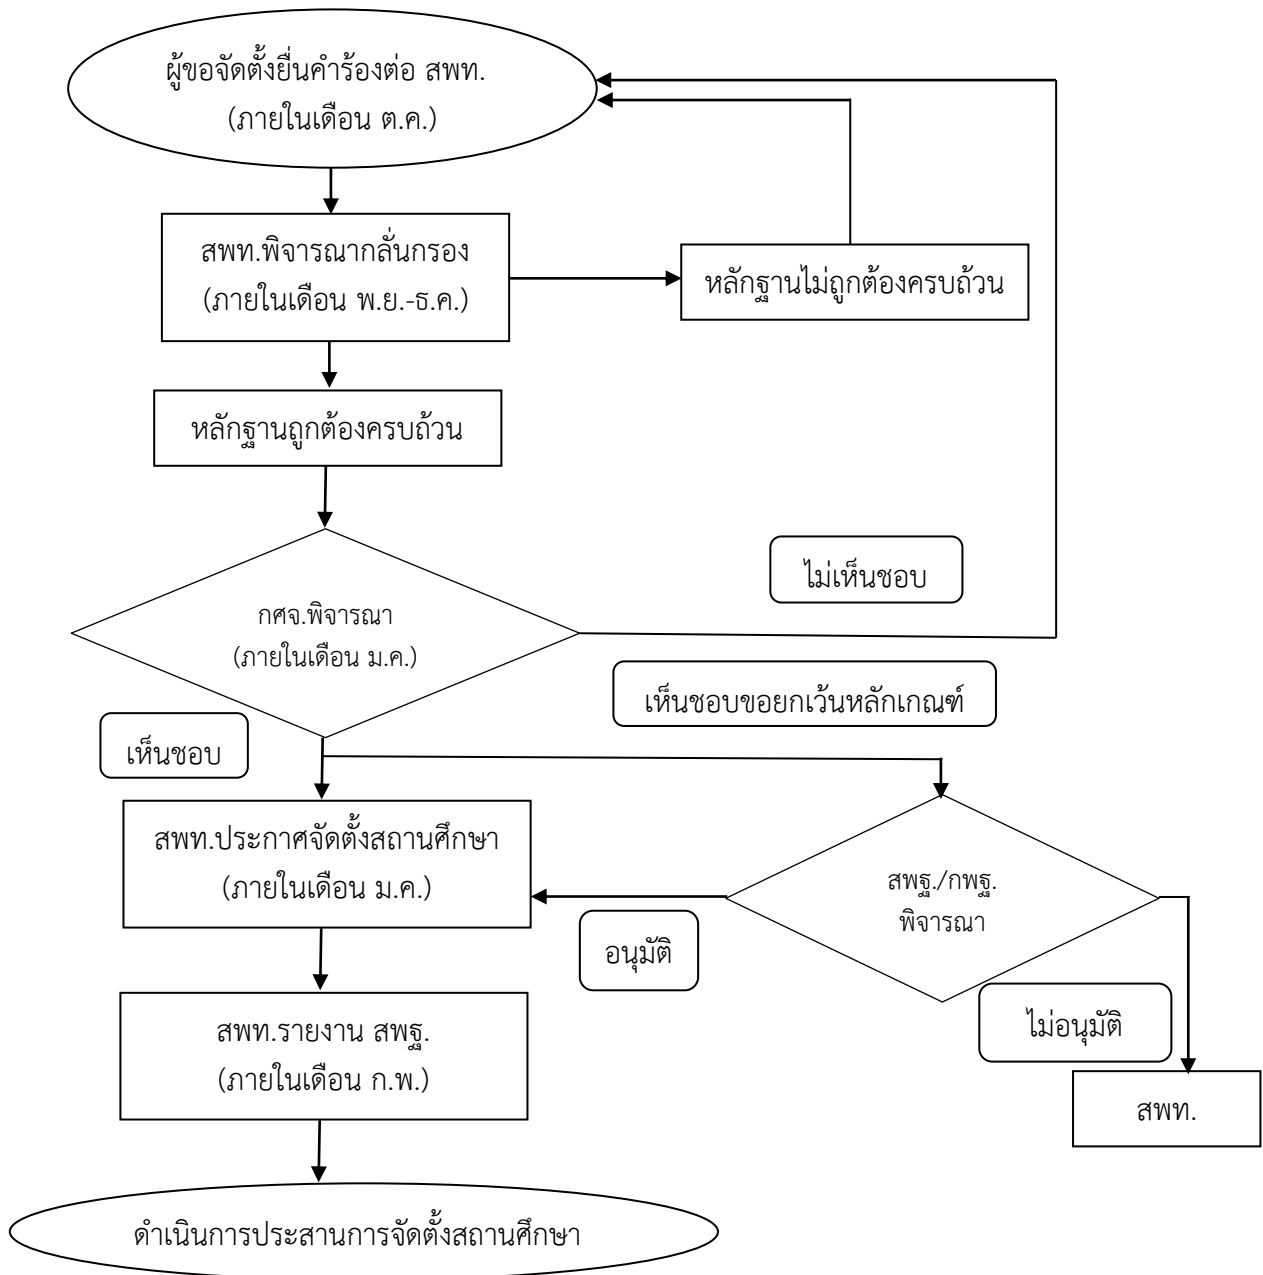 ผู้ขอจัดตั้งยื่นคำร้องต่อ สพท.
(ภายในเดือน ต.ค.)
สพท.พิจารณากลั่นกรอง
(ภายในเดือน พ.ย.-ธ.ค.)
หลักฐานไม่ถูกต้องครบถ้วน
หลักฐานถูกต้องครบถ้วน
ไม่เห็นชอบ
กศจ.พิจารณา
(ภายในเดือน ม.ค.)
เห็นชอบขอยกเว้นหลักเกณฑ์
เห็นชอบ
สพท.ประกาศจัดตั้งสถานศึกษา
(ภายในเดือน ม.ค.)
สพฐ./กพฐ.
พิจารณา
อนุมัติ
ไม่อนุมัติ
สพท.รายงาน สพฐ.
(ภายในเดือน ก.พ.)
สพท.
ดำเนินการประสานการจัดตั้งสถานศึกษา